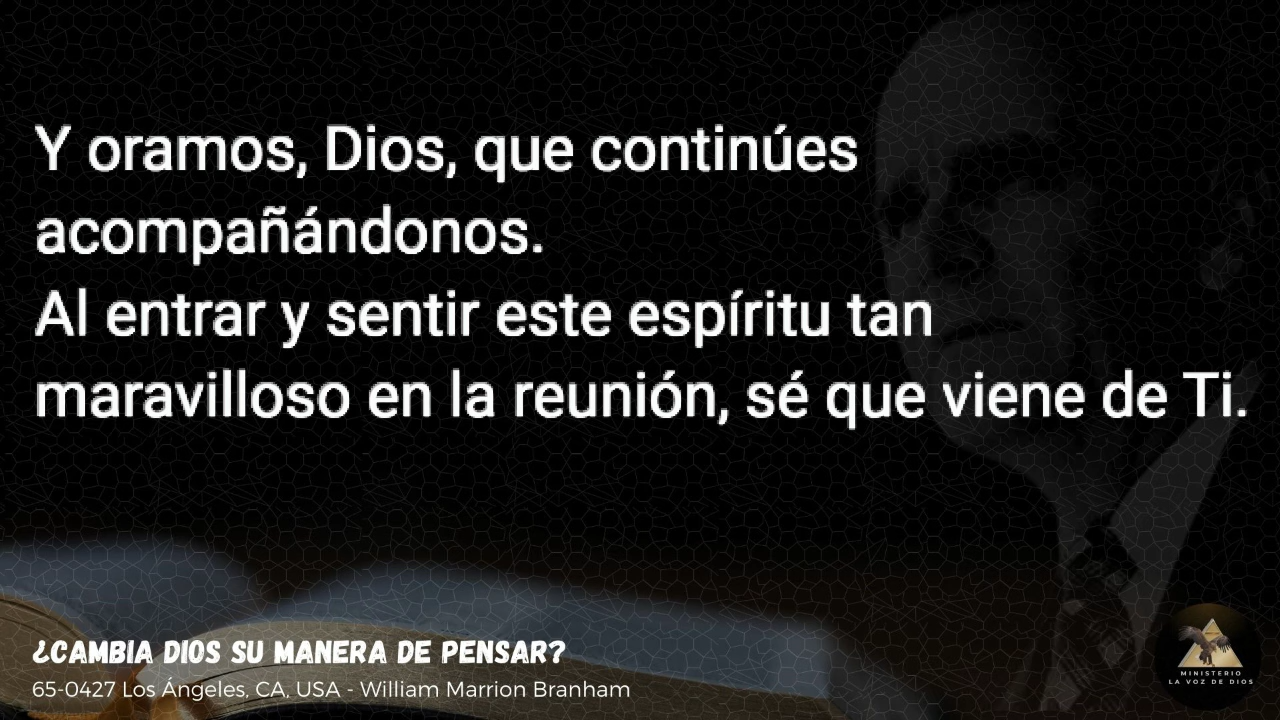 Y oramos, Dios, que continúes
acompañándonos.
Al entrar y sentir este espíritu tan
maravilloso en la reunión, sé que viene de Ti.
¿CAMBIA DIOS SU MANERA DE PENSAR?
65-0427 Los Ángeles, CA, USA - William Marrion Branham
MINISTERIO
LA VOZ DE DIOS